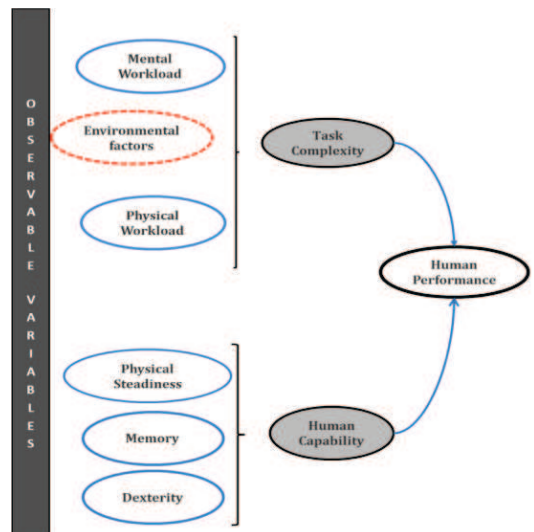 OBSERVABLE VARIABLES
Mental
Workload
Environmental
factors
Physical
Workload
Task
Complexity
Human
Performance
Physical
Steadiness
Memory
Dexterity
Human
Capability